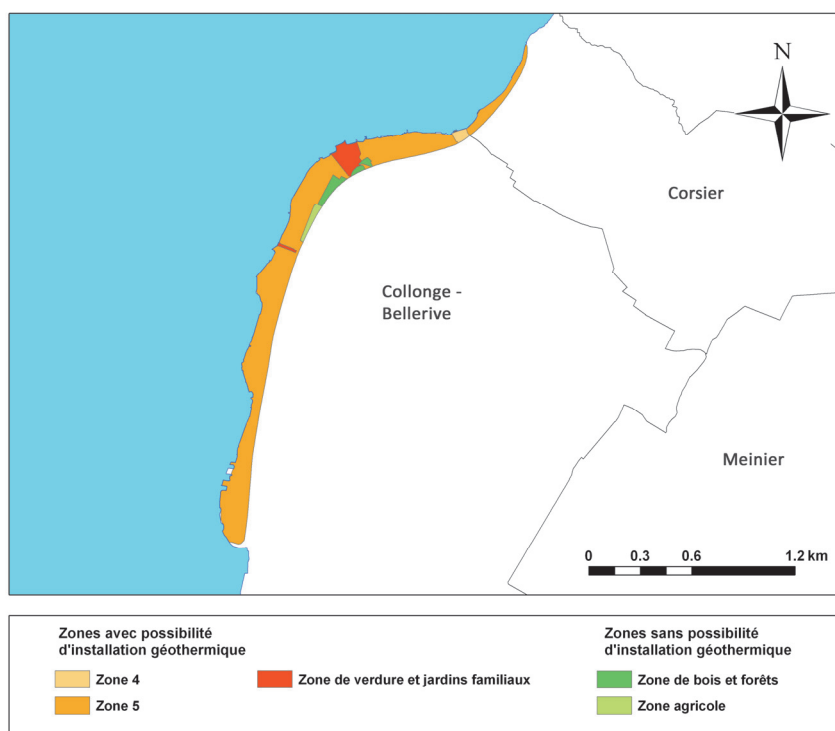 N
Corsier
Collonge -
Bellerive
Meinier
0 0.3 0.6 1.2 km
Zones avec possibilité
d'installation géothermique
Zone 4
Zone 5
Zone de verdure et jardins familiaux
Zones sans possibilité
d'installation géothermique
Zone de bois et forêts
Zone agricole